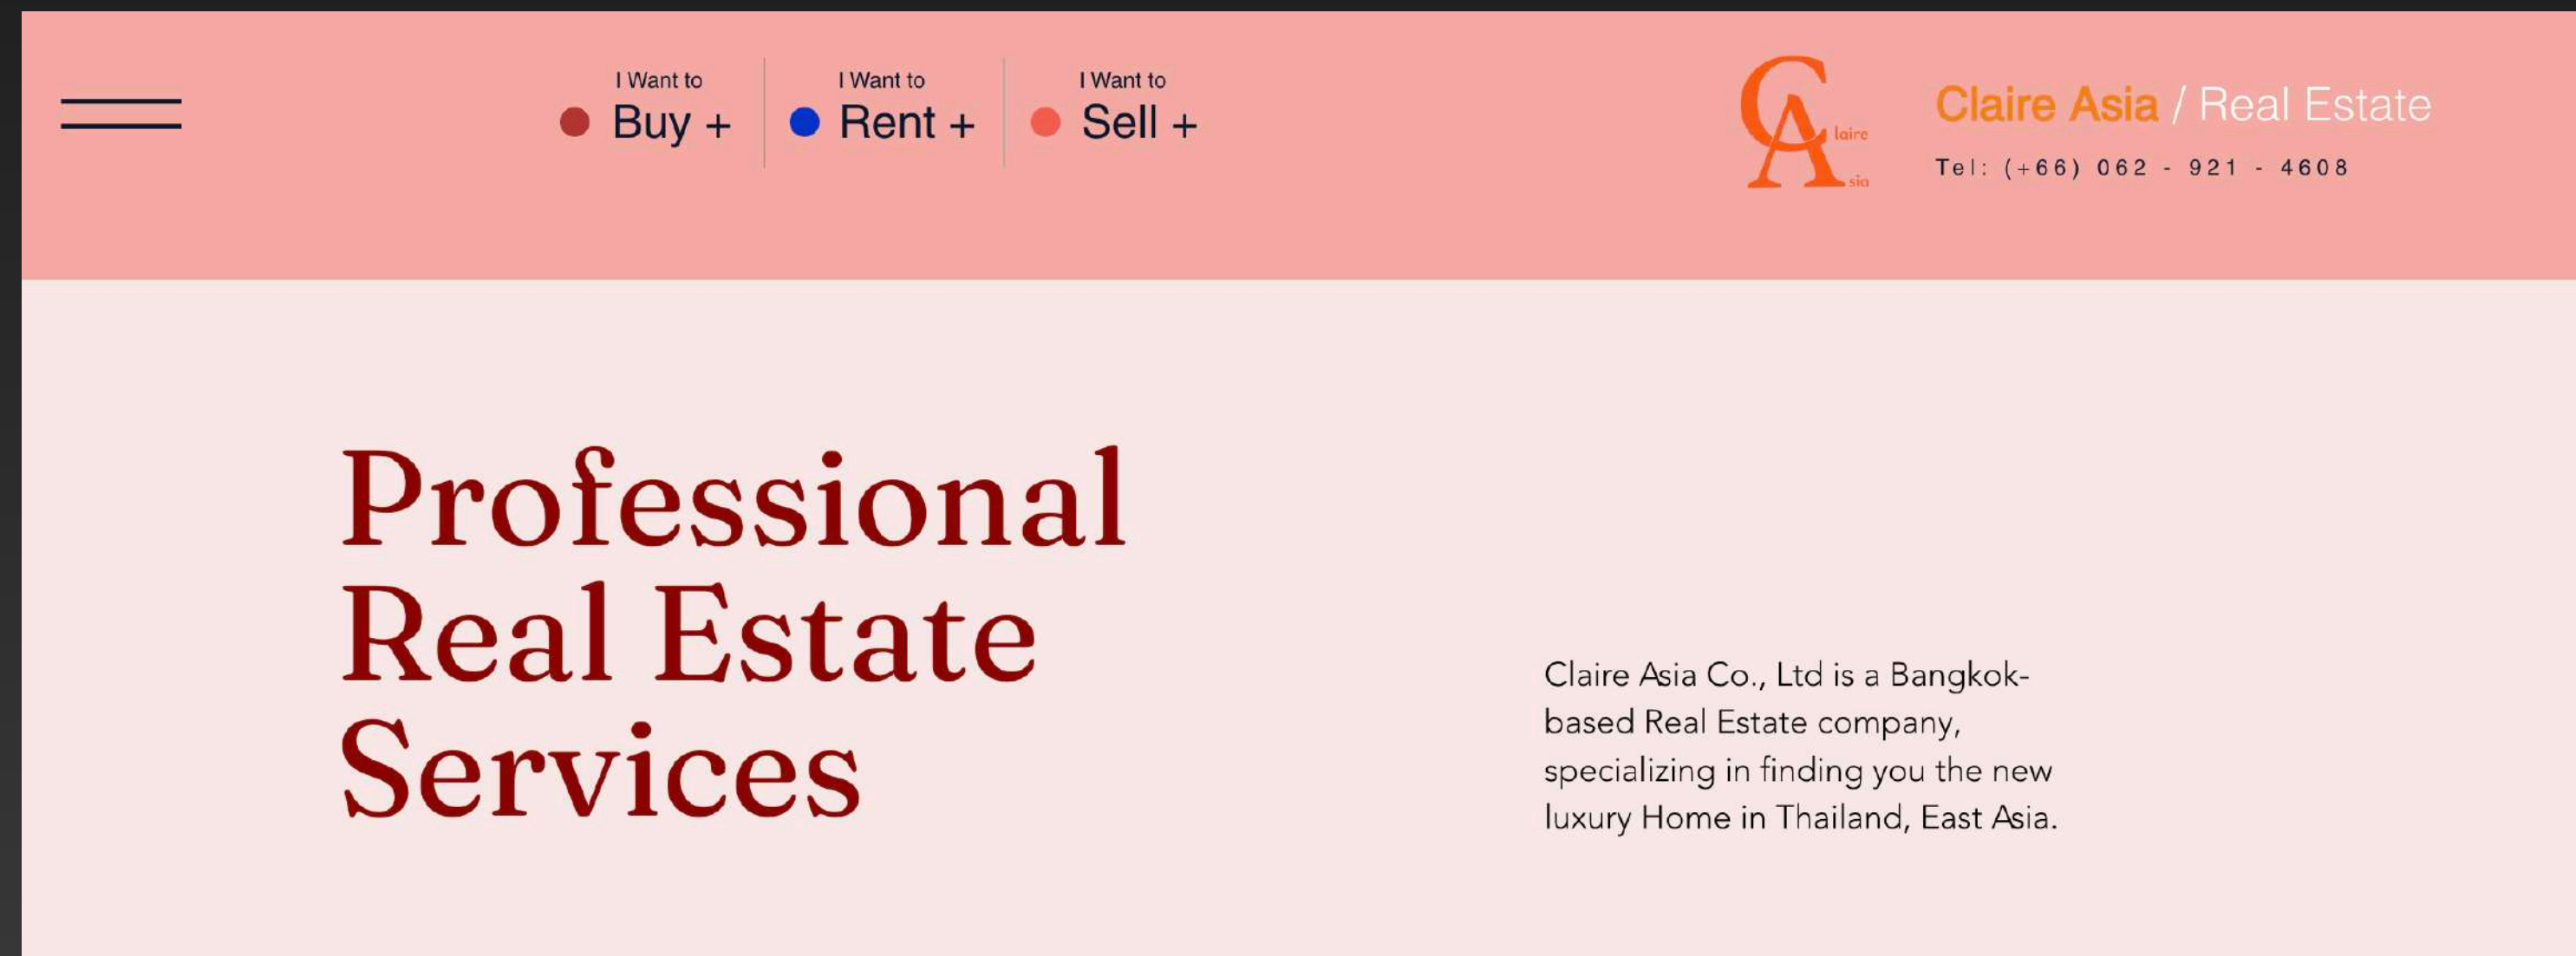 I Want to
Buy +
I Want to
Rent +
I Want to
Sell +
CA
laire
sia
Claire Asia / Real Estate
Tel: (+66) 062 - 921 - 4608
Professional
Real Estate
Services
Claire Asia Co., Ltd is a Bangkok-
based Real Estate company,
specializing in finding you the new
luxury Home in Thailand, East Asia.